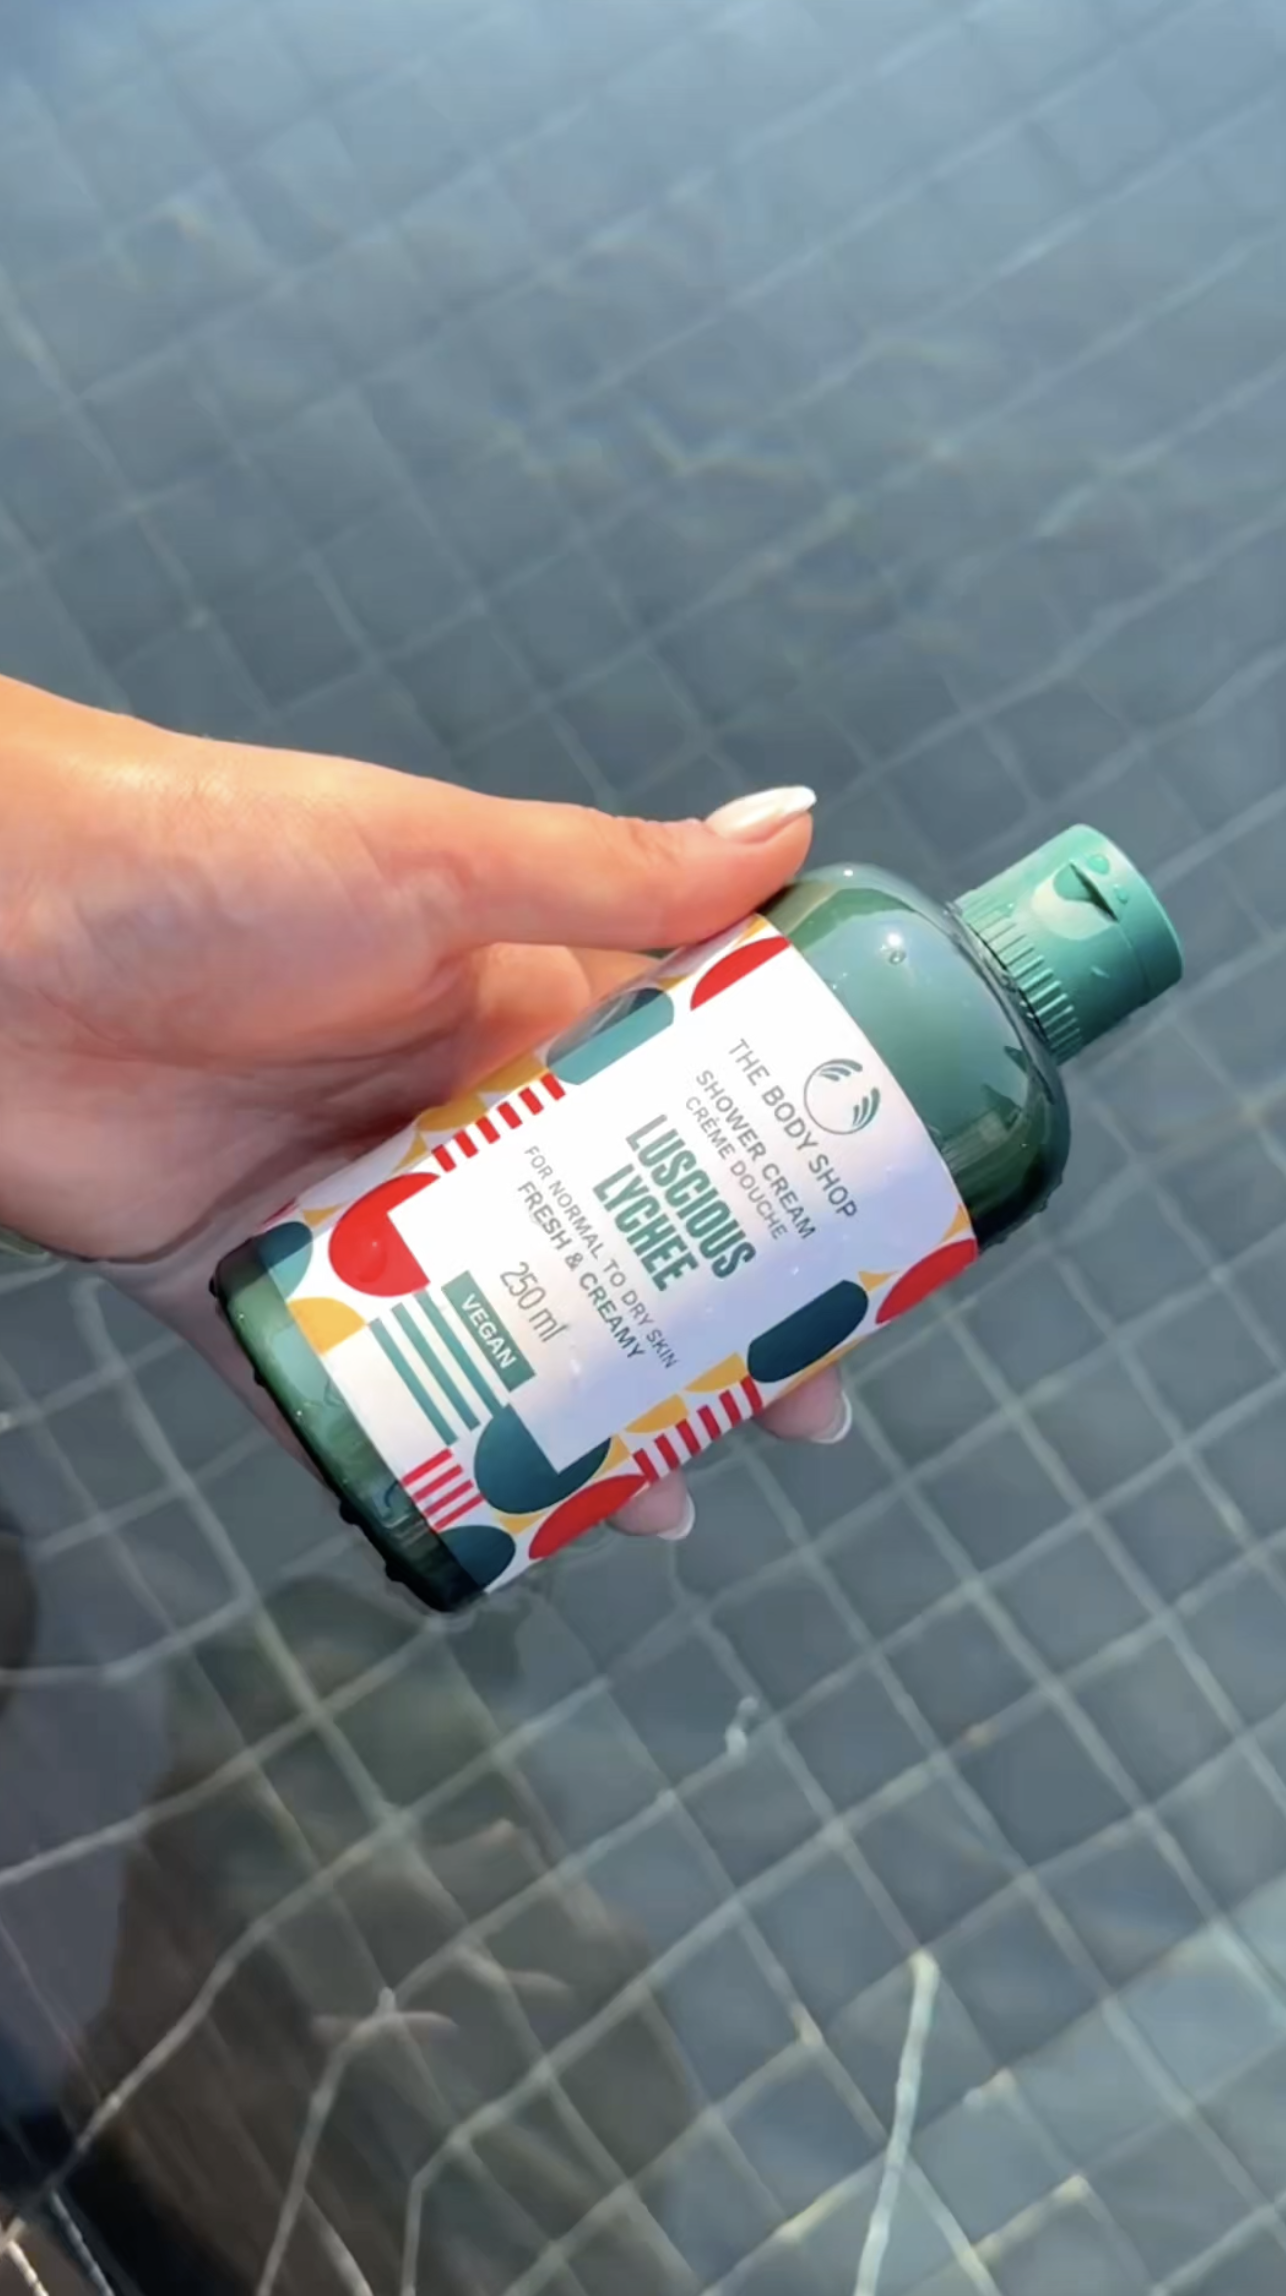 THE BODY SHOP
SHOWER CREAM
CRÈME DOUCHE
LUSCIOUS
LYCHEE
FOR NORMAL TO DRY SKIN
FRESH & CREAMY
250 ml
VEGAN